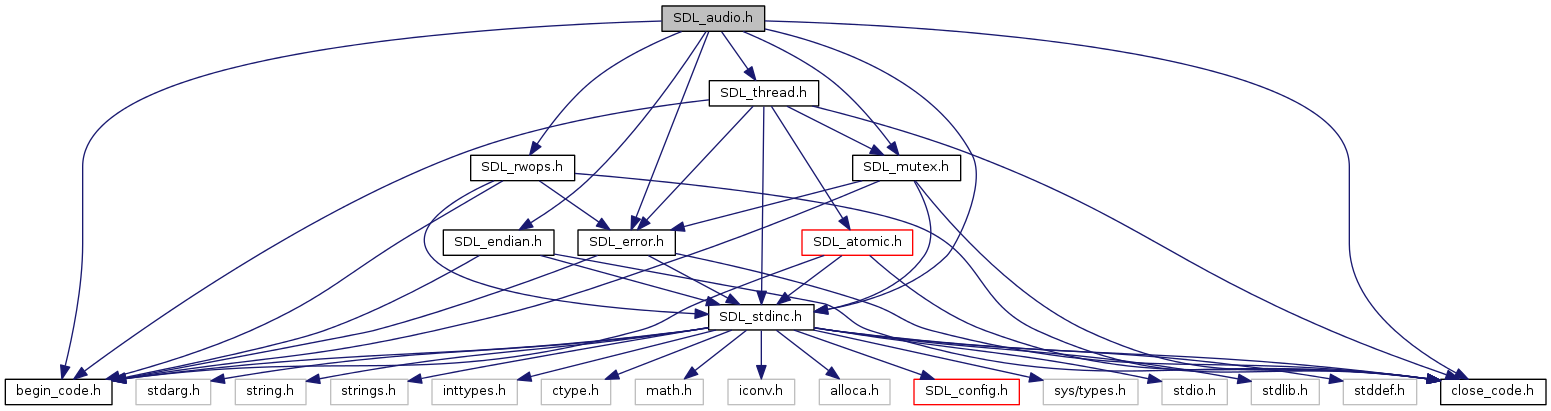 SDL_audio.h
SDL_thread.h
SDL_rwops.h
SDL_mutex.h
SDL_endian.h
SDL_error.h
SDL_atomic.h
SDL_stdinc.h
begin_code.h
stdarg.h
string.h
strings.h
inttypes.h
ctype.h
math.h
iconv.h
alloca.h
SDL_config.h
sys/types.h
stdio.h
stdlib.h
stddef.h
close_code.h